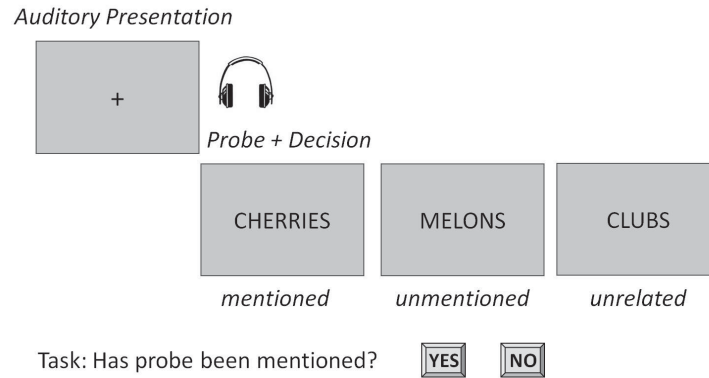 Auditory Presentation
+
Probe + Decision
CHERRIES
MELONS
CLUBS
mentioned
unmentioned
unrelated
Task: Has probe been mentioned?
YES
NO